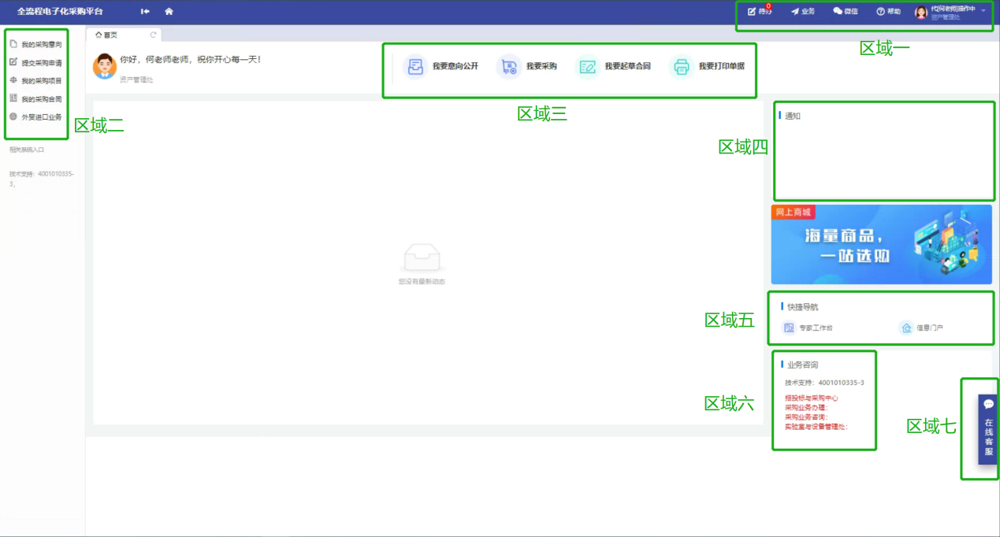 全流程电子化采购平台
待办
0
业务
微信
帮助
代[何老师]操作中
资产管理处
区域一
我的采购意向
提交采购申请
我的采购项目
我的采购合同
外贸进口业务
区域二
相关系统入口
技术支持：4001010335-
3、
首页
你好，何老师老师，祝你开心每一天！
资产管理处
我要意向公开
我要采购
我要起草合同
我要打印单据
区域三
您没有最新动态
区域四
通知
网上商城
海量商品，
一站选购
区域五
快捷导航
专家工作台
信息门户
区域六
业务咨询
技术支持：4001010335-3
招投标与采购中心
采购业务办理：
采购业务咨询：
实验室与设备管理处：
区域七
在线客服